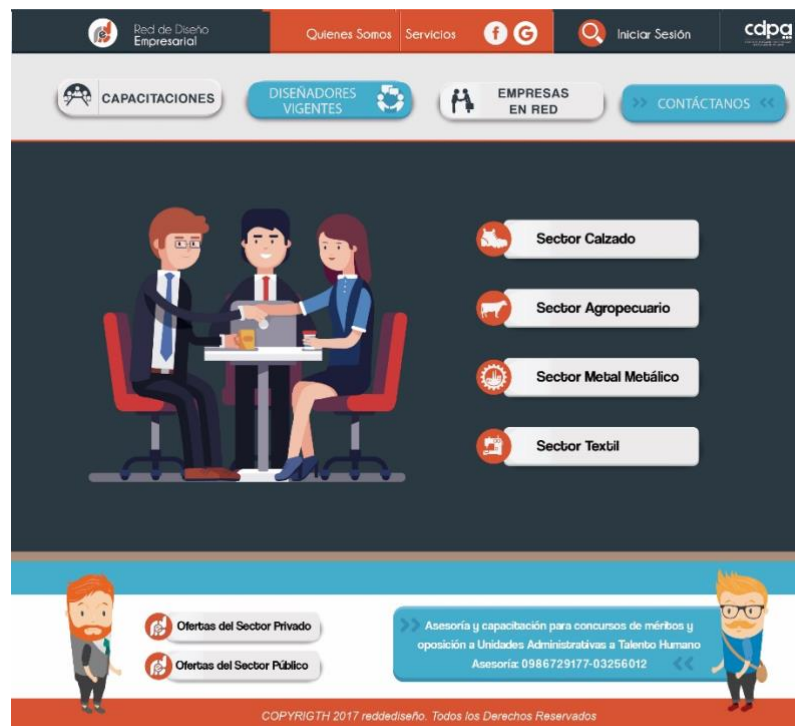 Red de Diseño
Empresarial
Quienes Somos
Servicios
f G
Iniciar Sesión
cdpa
CAPACITACIONES
DISEÑADORES
VIGENTES
EMPRESAS
EN RED
>> CONTÁCTANOS <<
Sector Calzado
Sector Agropecuario
Sector Metal Metálico
Sector Textil
Ofertas del Sector Privado
Ofertas del Sector Público
>> Asesoría y capacitación para concursos de méritos y
oposición a Unidades Administrativas a Talento Humano
Asesoría: 0986729177-03256012 <<
COPYRIGTH 2017 reddediseño. Todos los Derechos Reservados